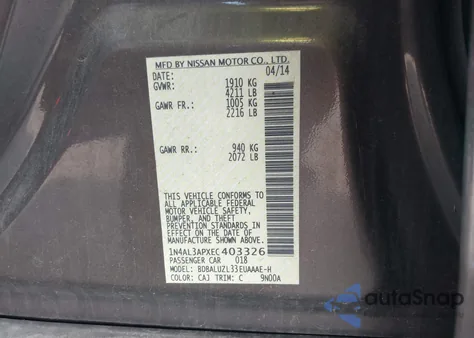 MFD BY NISSAN MOTOR CO., LTD.
DATE: 04/14
GVWR: 1910 KG
4211 LB
GAWR FR.: 1005 KG
2216 LB
GAWR RR.: 940 KG
2072 LB
THIS VEHICLE CONFORMS TO
ALL APPLICABLE FEDERAL
MOTOR VEHICLE SAFETY,
BUMPER, AND THEFT
PREVENTION STANDARDS IN
EFFECT ON THE DATE OF
MANUFACTURE SHOWN ABOVE.
1N4AL3APXEC403326
PASSENGER CAR 018
MODEL: BDBALUZL33EUAAAE-H
COLOR: CAJ TRIM: C 9N00A
autoSnap